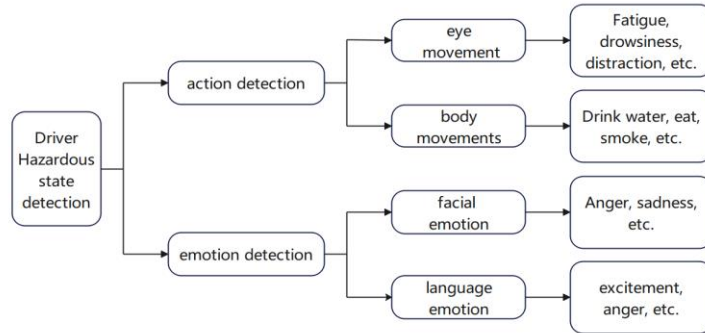 Driver
Hazardous
state
detection
action detection
emotion detection
eye
movement
body
movements
facial
emotion
language
emotion
Fatigue,
drowsiness,
distraction, etc.
Drink water, eat,
smoke, etc.
Anger, sadness,
etc.
excitement,
anger, etc.